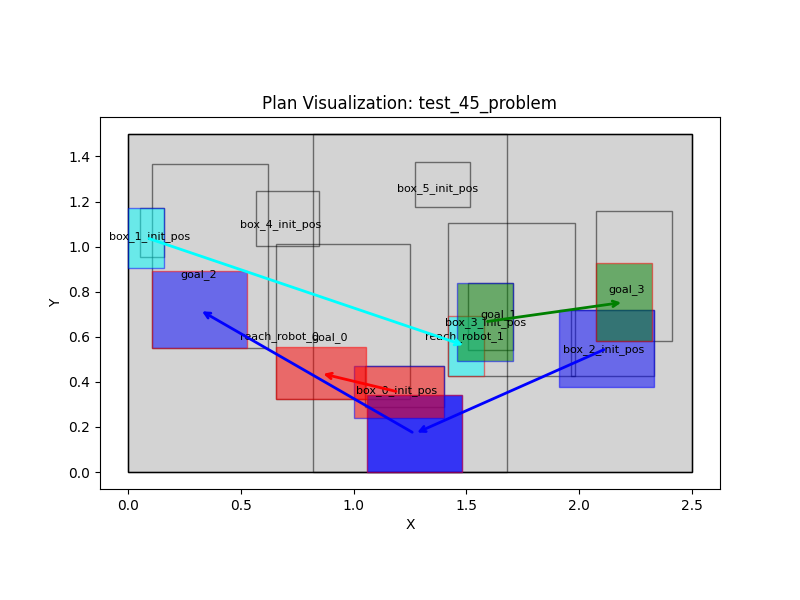 Plan Visualization: test_45_problem
Y
1.4
1.2
1.0
0.8
0.6
0.4
0.2
0.0
box_5_init_pos
box_4_init_pos
box_1_init_pos
goal_2
goal_3
goal_1
box_3_init_pos
reach_robot_0
goal_0
reach_robot_1
box_2_init_pos
box_0_init_pos
0.0
0.5
1.0
1.5
2.0
2.5
X